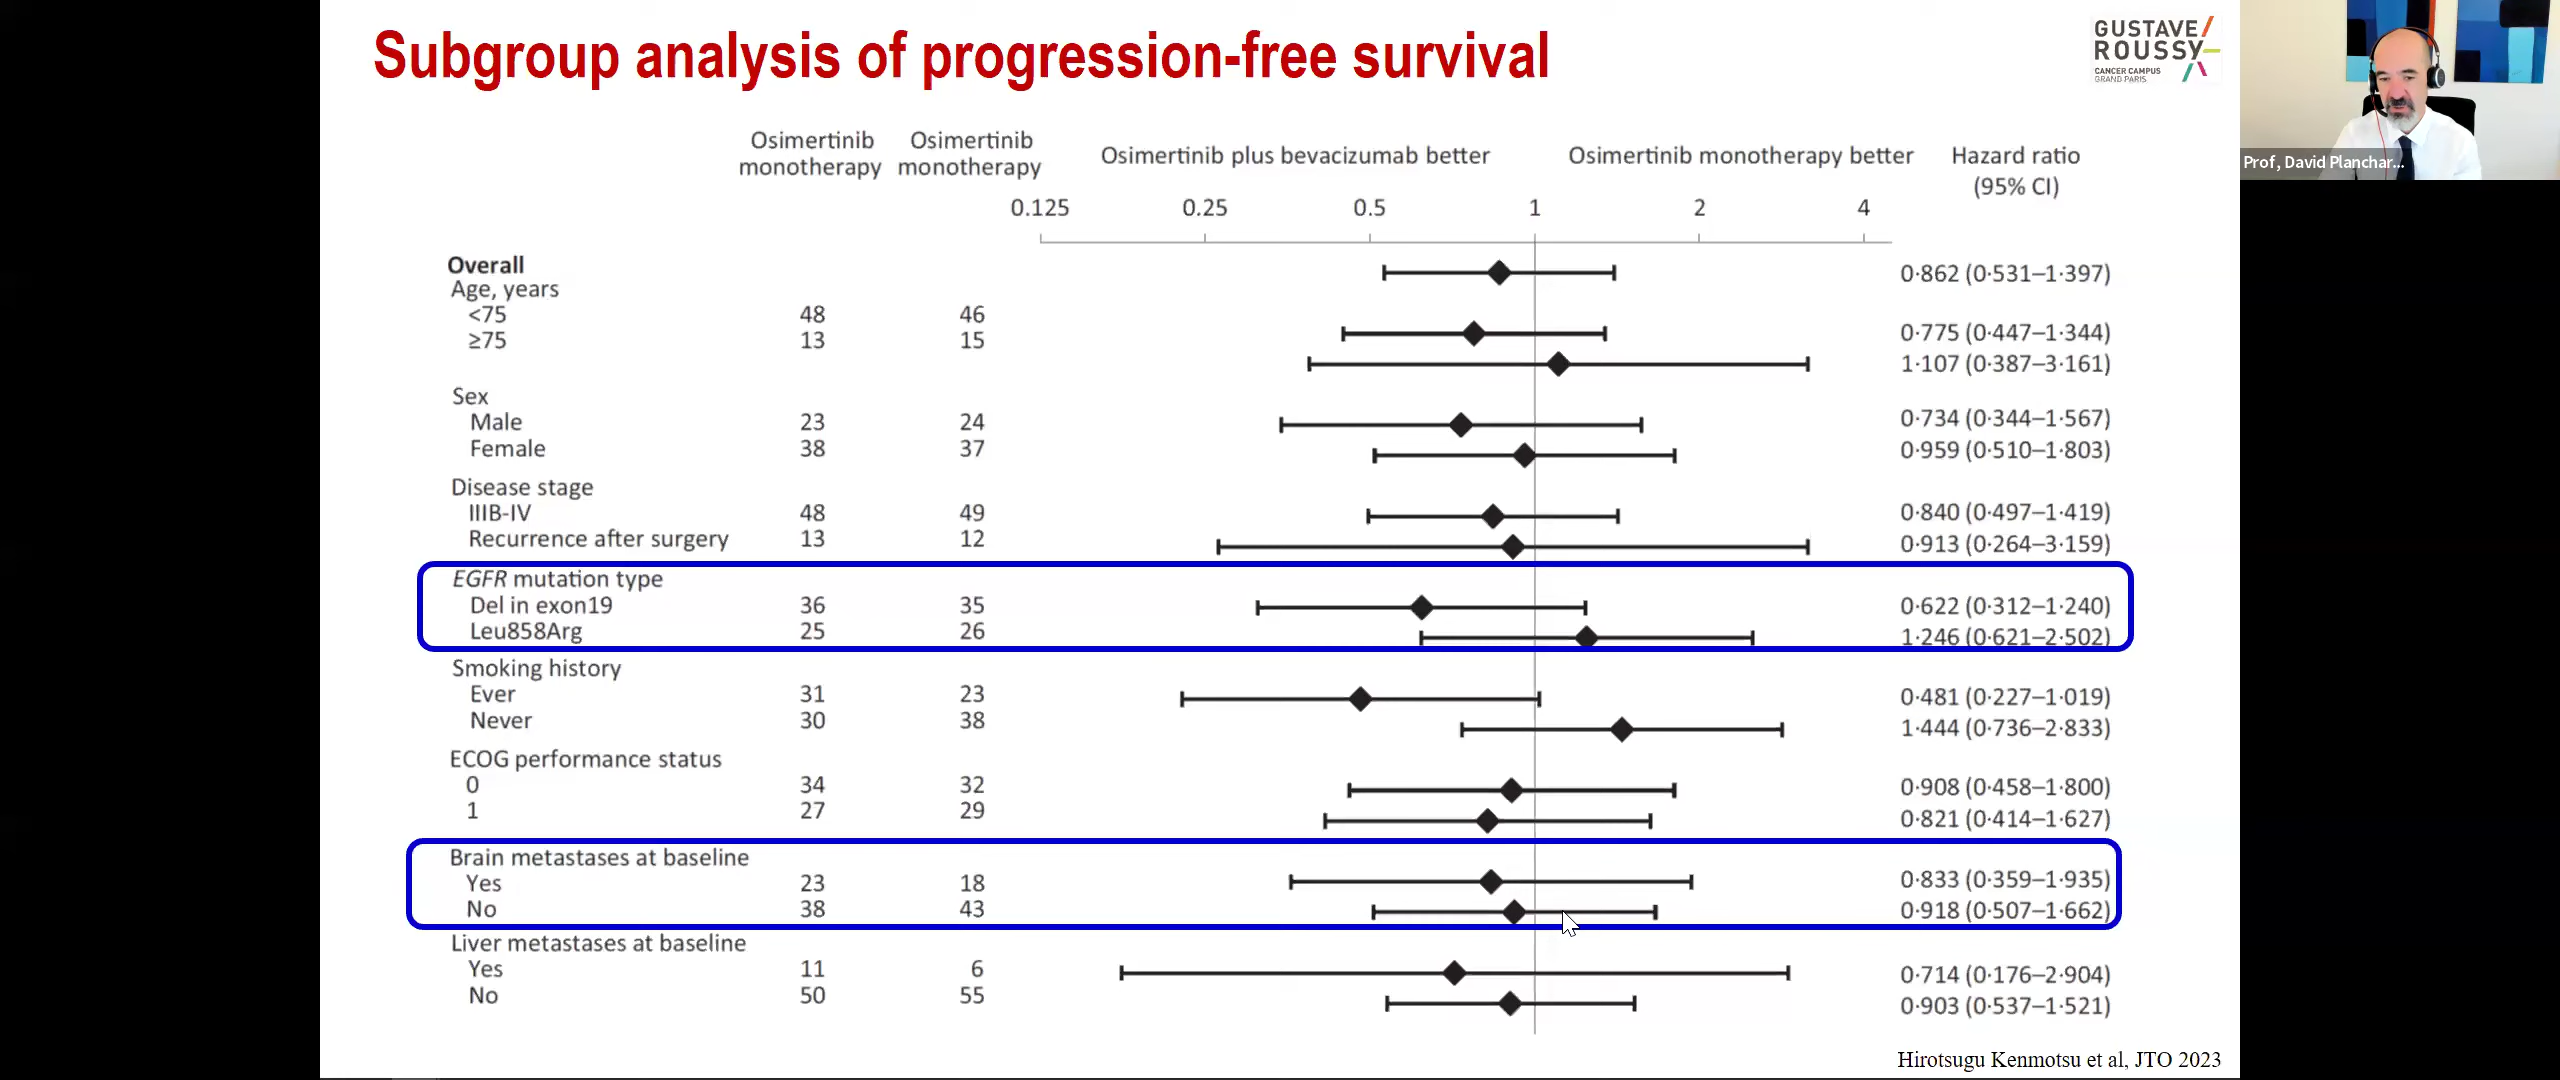 Subgroup analysis of progression-free survival
GUSTAVE/
ROUSSY
CANCER CAMPUS
GRAND PARIS
Prof, David Planchar...
Osimertinib monotherapy Osimertinib monotherapy Osimertinib plus bevacizumab better Osimertinib monotherapy better Hazard ratio (95% CI)
0.125 0.25 0.5 1 2 4
Overall 0·862 (0·531–1·397)
Age, years
<75 48 46 0·775 (0·447–1·344)
≥75 13 15 1·107 (0·387–3·161)
Sex
Male 23 24 0·734 (0·344–1·567)
Female 38 37 0·959 (0·510–1·803)
Disease stage
IIIB-IV 48 49 0·840 (0·497–1·419)
Recurrence after surgery 13 12 0·913 (0·264–3·159)
EGFR mutation type
Del in exon19 36 35 0·622 (0·312–1·240)
Leu858Arg 25 26 1·246 (0·621–2·502)
Smoking history
Ever 31 23 0·481 (0·227–1·019)
Never 30 38 1·444 (0·736–2·833)
ECOG performance status
0 34 32 0·908 (0·458–1·800)
1 27 29 0·821 (0·414–1·627)
Brain metastases at baseline
Yes 23 18 0·833 (0·359–1·935)
No 38 43 0·918 (0·507–1·662)
Liver metastases at baseline
Yes 11 6 0·714 (0·176–2·904)
No 50 55 0·903 (0·537–1·521)
Hirotsugu Kenmotsu et al, JTO 2023